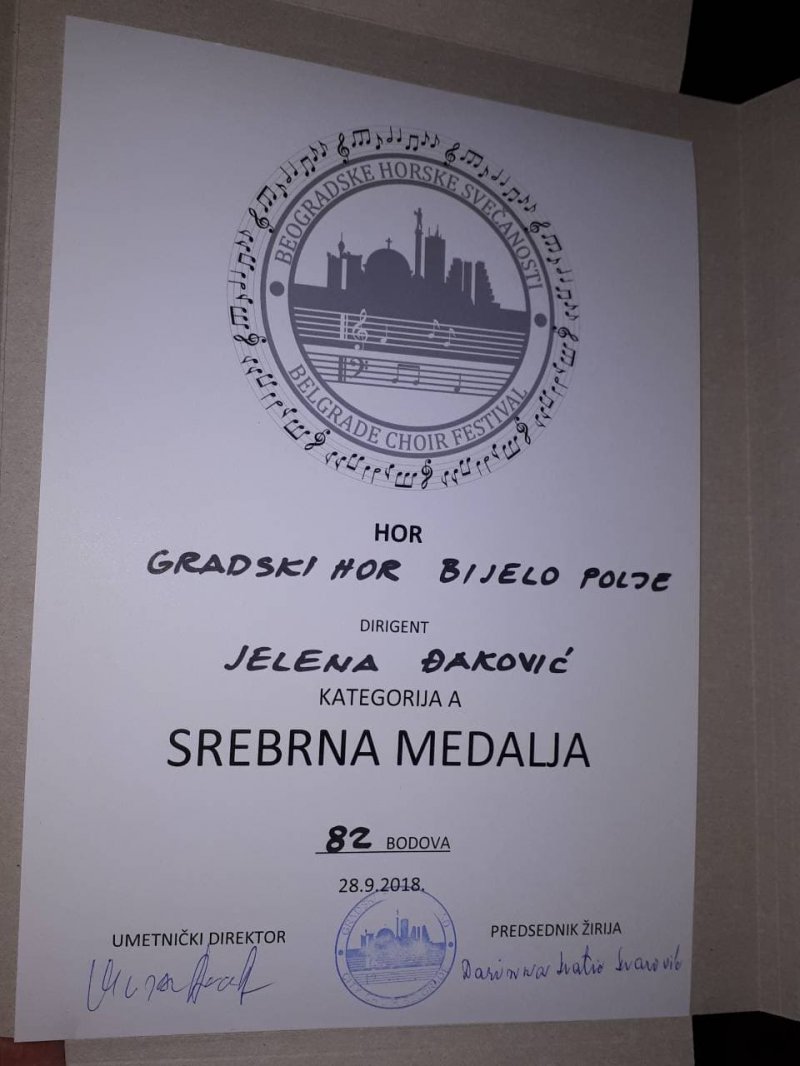 BEOGRADSKE HORSKE SVEČANOSTI
BELGRADE CHOIR FESTIVAL
HOR
GRADSKI HOR BIJELO POLJE
DIRIGENT
JELENA ĐAKOVIĆ
KATEGORIJA A
SREBRNA MEDALJA
82 BODOVA
28.9.2018.
UMETNIČKI DIREKTOR
PREDSEDNIK ŽIRIJA